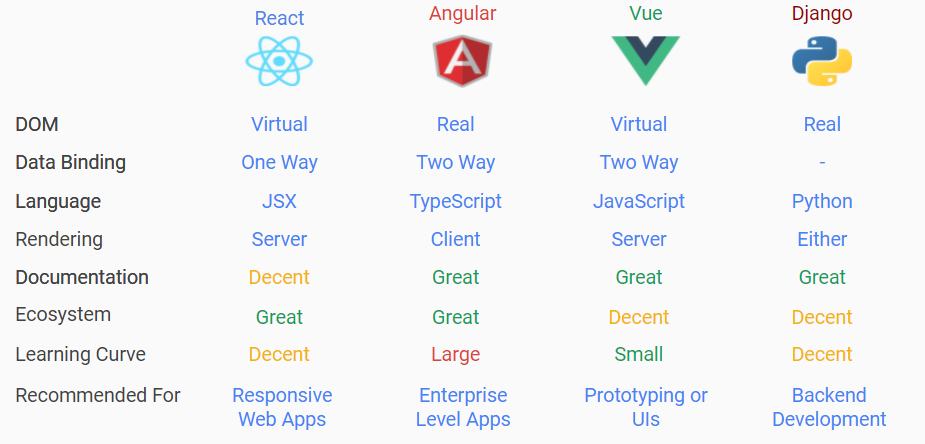 React Angular Vue Django
A
DOM Virtual Real Virtual Real
Data Binding One Way Two Way Two Way -
Language JSX TypeScript JavaScript Python
Rendering Server Client Server Either
Documentation Decent Great Great Great
Ecosystem Great Great Decent Decent
Learning Curve Decent Large Small Decent
Recommended For Responsive Enterprise Prototyping or Backend
Web Apps Level Apps UIs Development